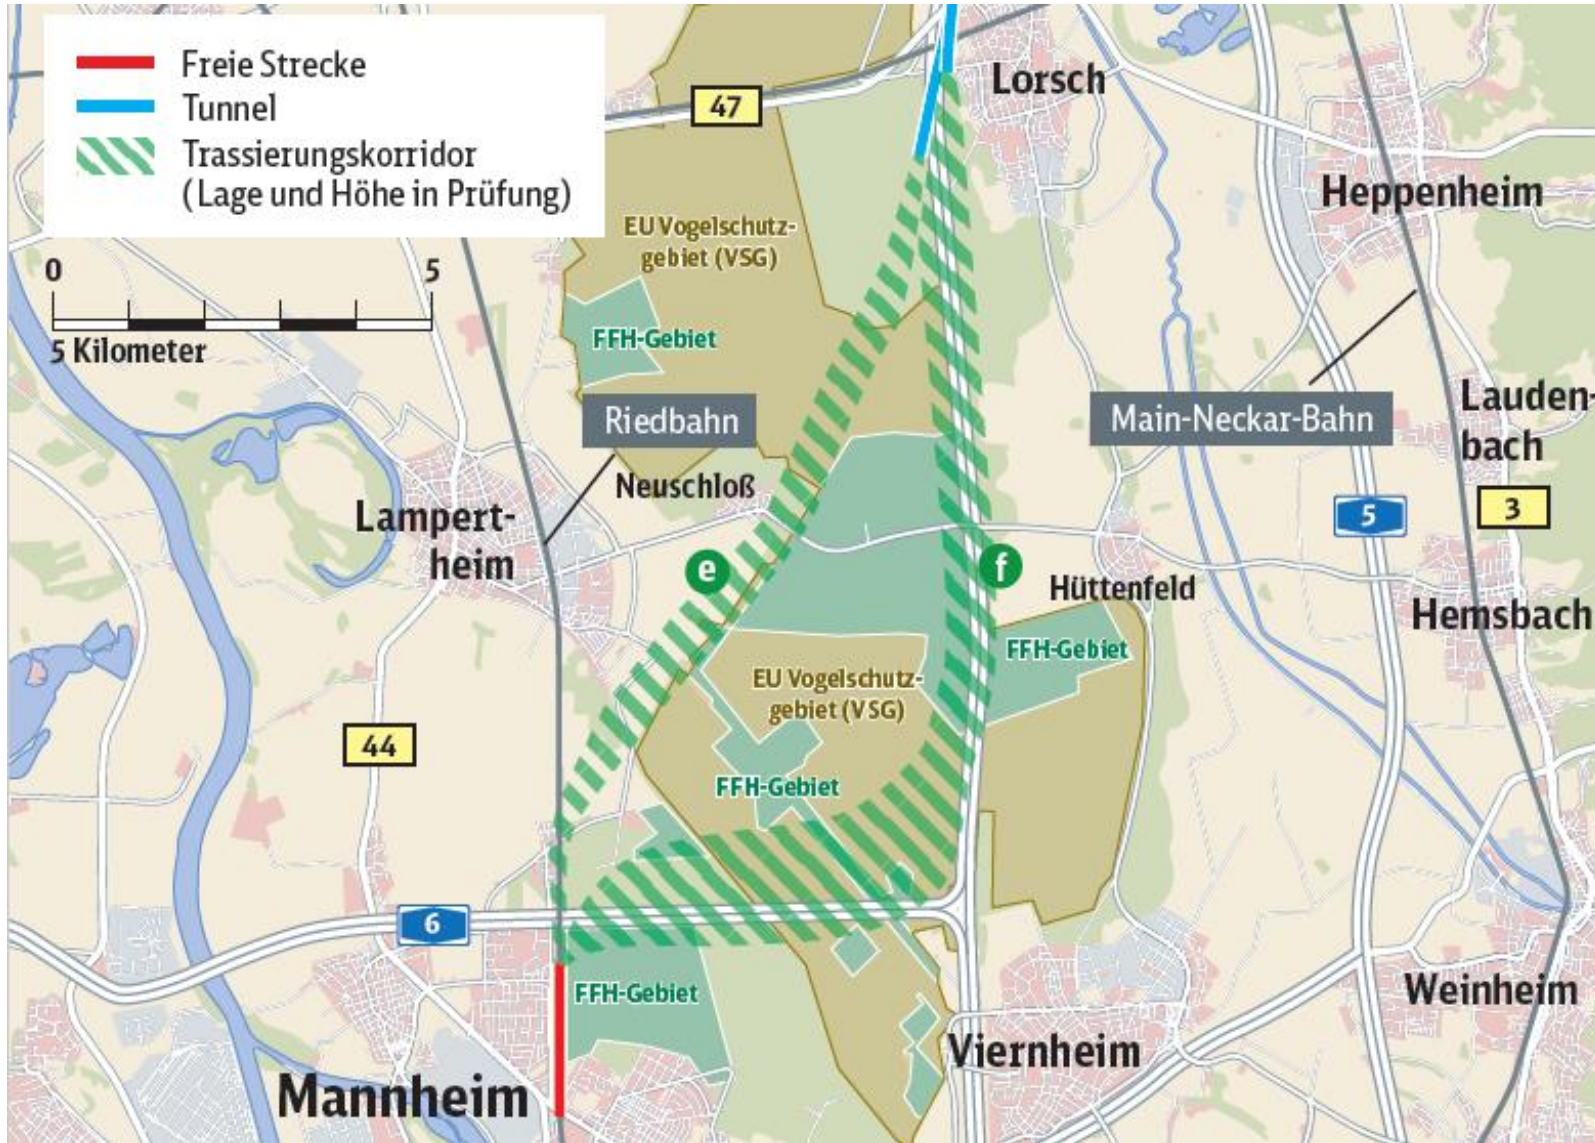 Freie Strecke
Tunnel
Trassierungskorridor
(Lage und Höhe in Prüfung)
47
Lorsch
Heppenheim
EU Vogelschutz-
gebiet (VSG)
0 5
5 Kilometer
FFH-Gebiet
Riedbahn
Main-Neckar-Bahn
Lauden-
bach
Neuschloß
Lampert-
heim
5
3
e
f
Hüttenfeld
Hemsbach
FFH-Gebiet
EU Vogelschutz-
gebiet (VSG)
44
FFH-Gebiet
6
FFH-Gebiet
Weinheim
Viernheim
Mannheim